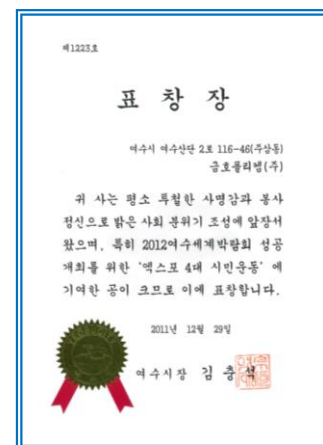 제1223호
표 창 장
여수시 여수산단 2로 116-46(주삼동)
금호폴리켐(주)
귀 사는 평소 투철한 사명감과 봉사
정신으로 밝은 사회 분위기 조성에 앞장서
왔으며, 특히 2012여수세계박람회 성공
개최를 위한 '엑스포 4대 시민운동' 에
기여한 공이 크므로 이에 표창합니다.
2011년 12월 29일
여수시장 김 충 석